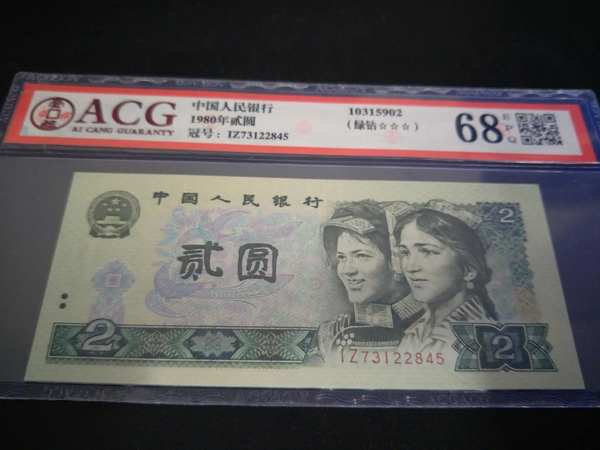 ACG
AI CANG GUARANTY
中国人民银行
1980年贰圆
冠号：IZ73122845
10315902
（绿钻☆☆☆）
68
EPQ
中国人民银行
贰圆
2
2
2
IZ73122845